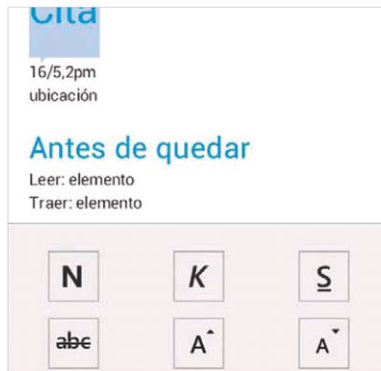 Cita
16/5,2pm
ubicación
Antes de quedar
Leer: elemento
Traer: elemento
N K S
abc A A